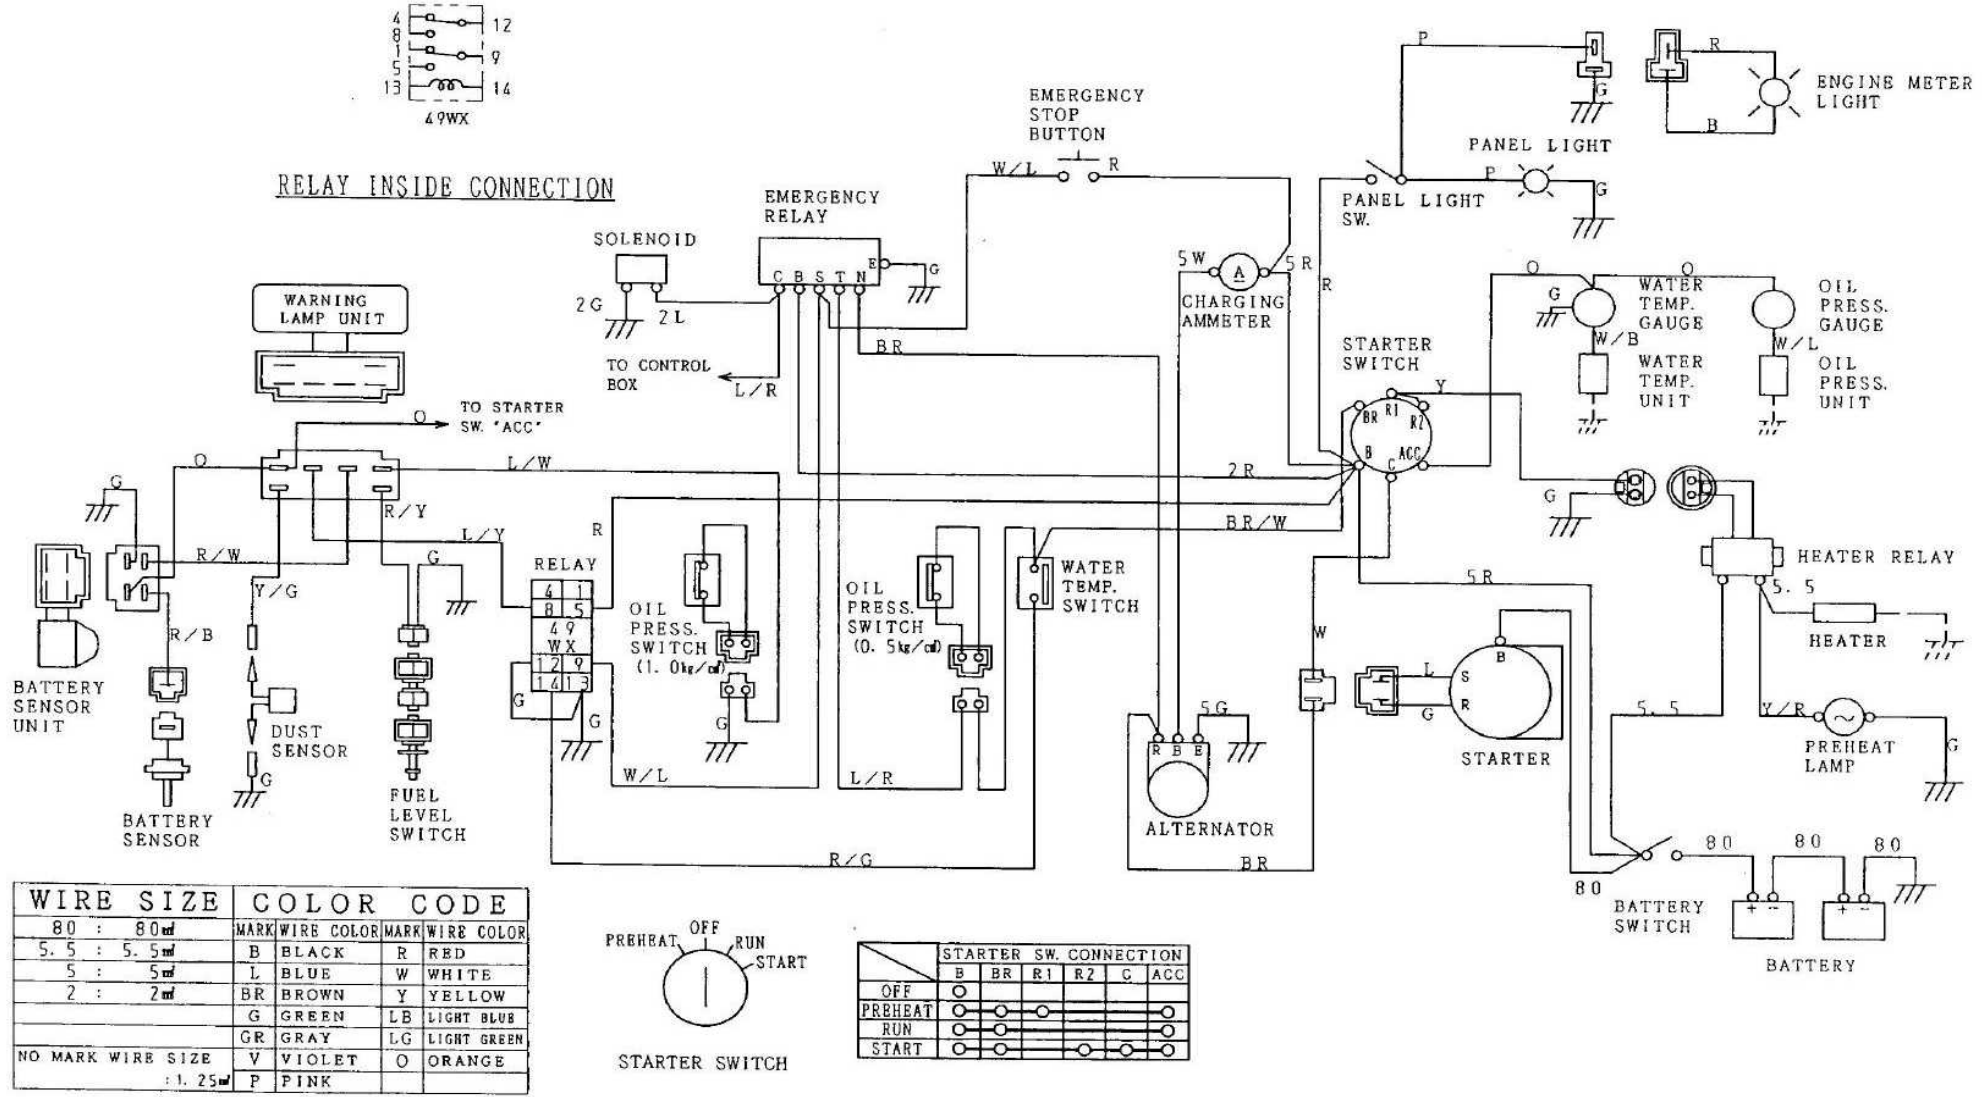 4
8
1
5
13
12
9
14
49WX
RELAY INSIDE CONNECTION
WARNING
LAMP UNIT
SOLENOID
2G
2L
EMERGENCY
RELAY
C B S T N
E
G
TO CONTROL
BOX
L/R
BR
EMERGENCY
STOP
BUTTON
W/L
R
5W
A
5R
CHARGING
AMMETER
R
P
G
R
B
ENGINE METER
LIGHT
PANEL LIGHT
P
G
PANEL LIGHT
SW.
O
O
G
WATER
TEMP.
GAUGE
OIL
PRESS.
GAUGE
W/B
W/L
WATER
TEMP.
UNIT
OIL
PRESS.
UNIT
STARTER
SWITCH
Y
BR
R1
R2
B
C
ACC
TO STARTER
SW. "ACC"
O
O
G
L/W
R/Y
L/Y
R/W
Y/G
G
R/B
BATTERY
SENSOR
UNIT
BATTERY
SENSOR
DUST
SENSOR
G
FUEL
LEVEL
SWITCH
RELAY
4 1
8 5
49
WX
12 9
14 13
G
G
R
OIL
PRESS.
SWITCH
(1.0kg/c㎡)
G
W/L
OIL
PRESS.
SWITCH
(0.5kg/c㎡)
L/R
WATER
TEMP.
SWITCH
R/G
2R
BR/W
5R
W
BR
5G
R B E
ALTERNATOR
L
G
S
R
B
STARTER
G
HEATER RELAY
5.5
HEATER
5.5
Y/R
PREHEAT
LAMP
G
80
80
80
80
BATTERY
SWITCH
+ -
+ -
BATTERY
WIRE SIZE
80 : 80㎟
5.5 : 5.5㎟
5 : 5㎟
2 : 2㎟
NO MARK WIRE SIZE
:1.25㎟
COLOR CODE
MARK WIRE COLOR MARK WIRE COLOR
B BLACK R RED
L BLUE W WHITE
BR BROWN Y YELLOW
G GREEN LB LIGHT BLUE
GR GRAY LG LIGHT GREEN
V VIOLET O ORANGE
P PINK
PREHEAT
OFF
RUN
START
STARTER SWITCH
STARTER SW. CONNECTION
B BR R1 R2 C ACC
OFF
PREHEAT
RUN
START